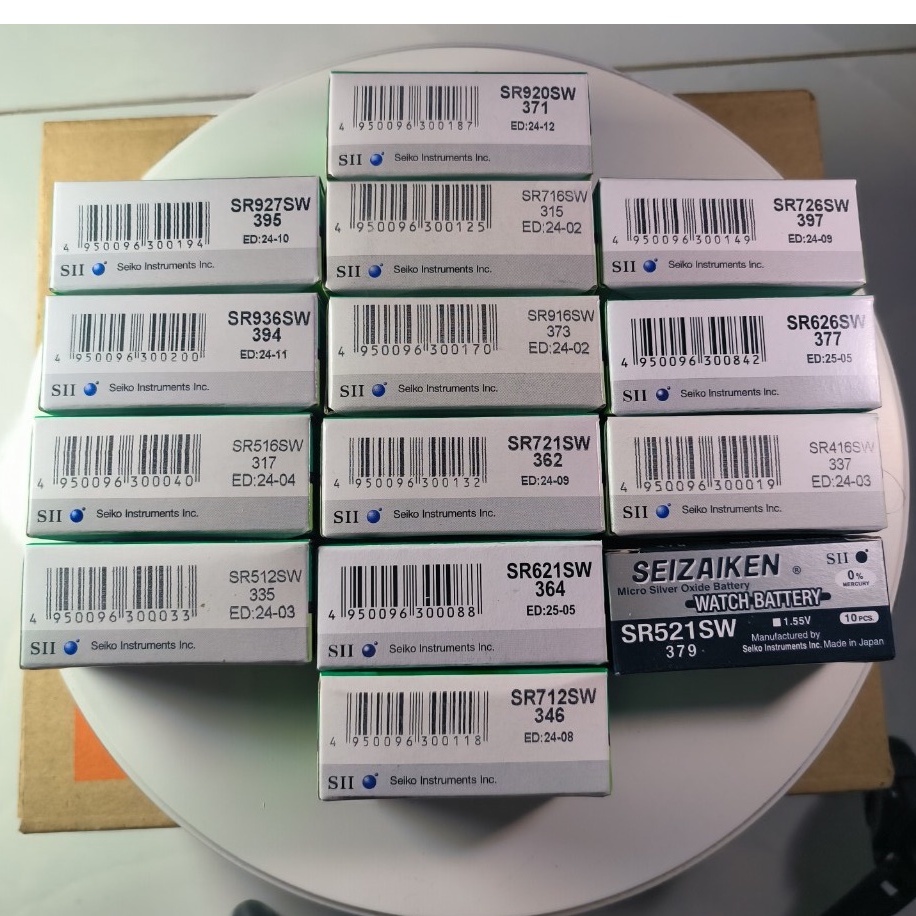 SR920SW
371
ED:24-12
4 950096 300187
SII Seiko Instruments Inc.
SR927SW
395
ED:24-10
4 950096 300194
SII Seiko Instruments Inc.
SR716SW
315
ED:24-02
4 950096 300125
SII Seiko Instruments Inc.
SR726SW
397
ED:24-09
4 950096 300149
SII Seiko Instruments Inc.
SR936SW
394
ED:24-11
4 950096 300200
SII Seiko Instruments Inc.
SR916SW
373
ED:24-02
4 950096 300170
SII Seiko Instruments Inc.
SR626SW
377
ED:25-05
4 950096 300842
SII Seiko Instruments Inc.
SR516SW
317
ED:24-04
4 950096 300040
SII Seiko Instruments Inc.
SR721SW
362
ED:24-09
4 950096 300132
SII Seiko Instruments Inc.
SR416SW
337
ED:24-03
4 950096 300019
SII Seiko Instruments Inc.
SR512SW
335
ED:24-03
4 950096 300033
SII Seiko Instruments Inc.
SR621SW
364
ED:25-05
4 950096 300088
SII Seiko Instruments Inc.
SEIZAIKEN ®
SII
Micro Silver Oxide Battery
0%
MERCURY
WATCH BATTERY
SR521SW
1.55V
10PCS.
379
Manufactured by
Seiko Instruments Inc. Made in Japan
SR712SW
346
ED:24-08
4 950096 300118
SII Seiko Instruments Inc.